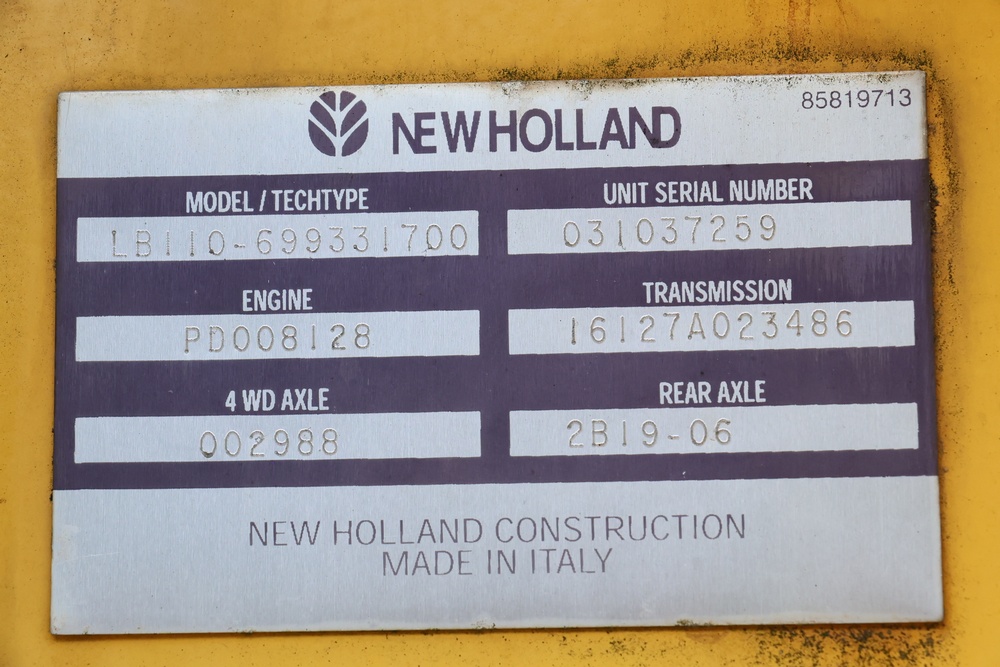 85819713
NEW HOLLAND
MODEL / TECHTYPE
LB110-699331700
UNIT SERIAL NUMBER
031037259
ENGINE
PD008128
TRANSMISSION
16127A023486
4 WD AXLE
002988
REAR AXLE
2B19-06
NEW HOLLAND CONSTRUCTION
MADE IN ITALY